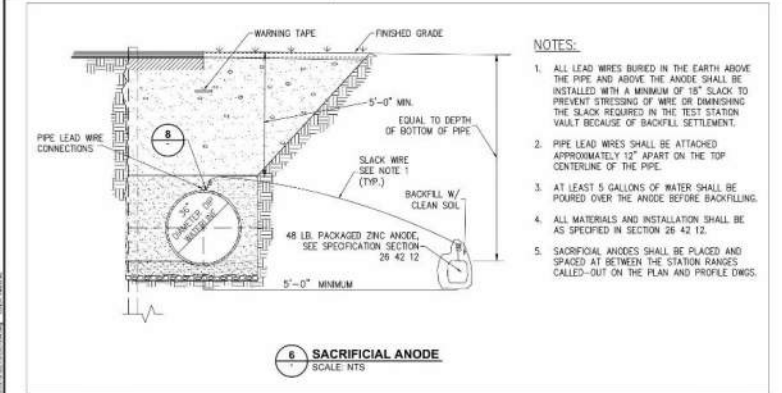 WARNING TAPE
FINISHED GRADE
5'-0" MIN.
EQUAL TO DEPTH
OF BOTTOM OF PIPE
8
-
PIPE LEAD WIRE
CONNECTIONS
SLACK WIRE
SEE NOTE 1
(TYP.)
BACKFILL W/
CLEAN SOIL
36"
DIAMETER DIP
WATERLINE
48 LB. PACKAGED ZINC ANODE,
SEE SPECIFICATION SECTION
26 42 12
5'-0" MINIMUM
6
SACRIFICIAL ANODE
SCALE: NTS
NOTES:
1. ALL LEAD WIRES BURIED IN THE EARTH ABOVE
THE PIPE AND ABOVE THE ANODE SHALL BE
INSTALLED WITH A MINIMUM OF 18" SLACK TO
PREVENT STRESSING OF WIRE OR DIMINISHING
THE SLACK REQUIRED IN THE TEST STATION
VAULT BECAUSE OF BACKFILL SETTLEMENT.
2. PIPE LEAD WIRES SHALL BE ATTACHED
APPROXIMATELY 12" APART ON THE TOP
CENTERLINE OF THE PIPE.
3. AT LEAST 5 GALLONS OF WATER SHALL BE
POURED OVER THE ANODE BEFORE BACKFILLING.
4. ALL MATERIALS AND INSTALLATION SHALL BE
AS SPECIFIED IN SECTION 26 42 12.
5. SACRIFICIAL ANODES SHALL BE PLACED AND
SPACED AT BETWEEN THE STATION RANGES
CALLED-OUT ON THE PLAN AND PROFILE DWGS.